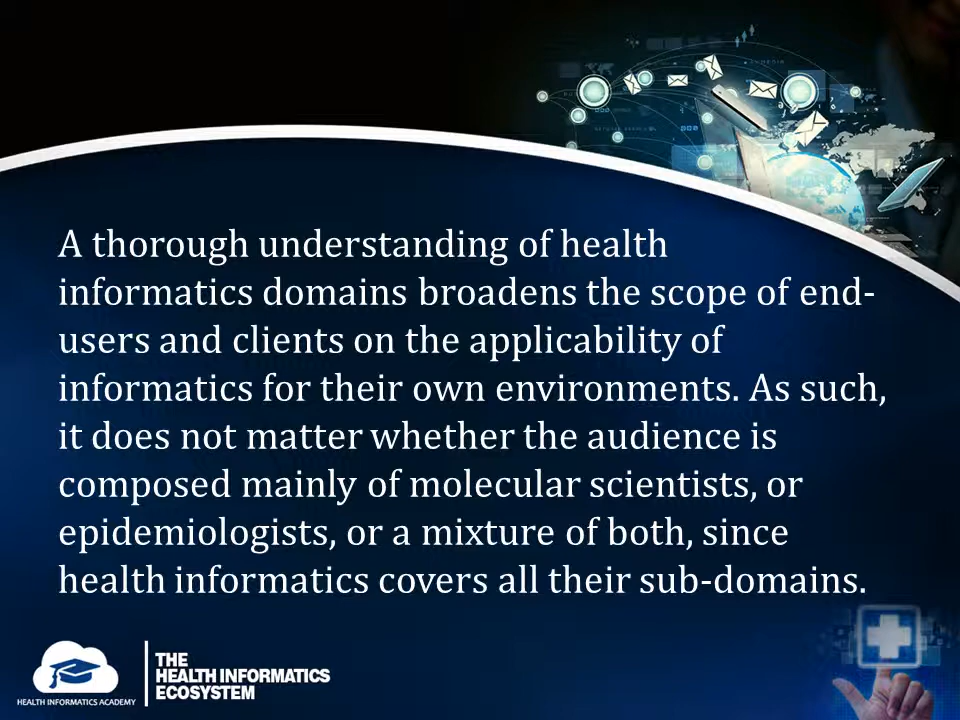 A thorough understanding of health
informatics domains broadens the scope of end-
users and clients on the applicability of
informatics for their own environments. As such,
it does not matter whether the audience is
composed mainly of molecular scientists, or
epidemiologists, or a mixture of both, since
health informatics covers all their sub-domains.
HEALTH INFORMATICS ACADEMY
THE
HEALTH INFORMATICS
ECOSYSTEM